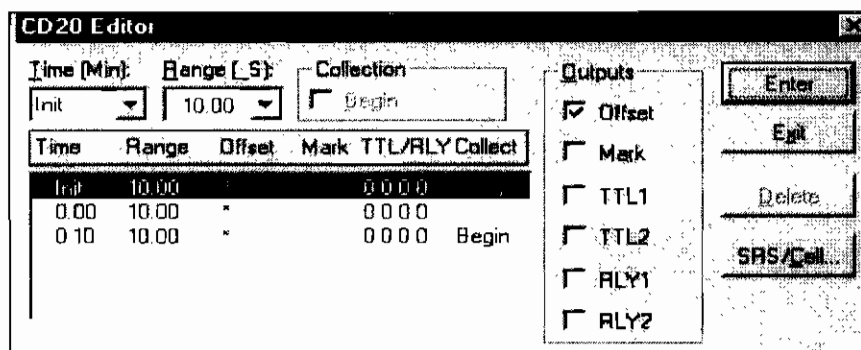 CD20 Editor
Time (Min):
Range (_S):
Collection
Init
10.00
Begin
Time Range Offset Mark TTL/RLY Collect
Init 10.00 * 0 0 0 0
0.00 10.00 * 0 0 0 0
0.10 10.00 * 0 0 0 0 Begin
Outputs
Offset
Mark
TTL1
TTL2
RLY1
RLY2
Enter
Exit
Delete
SRS/Cell...